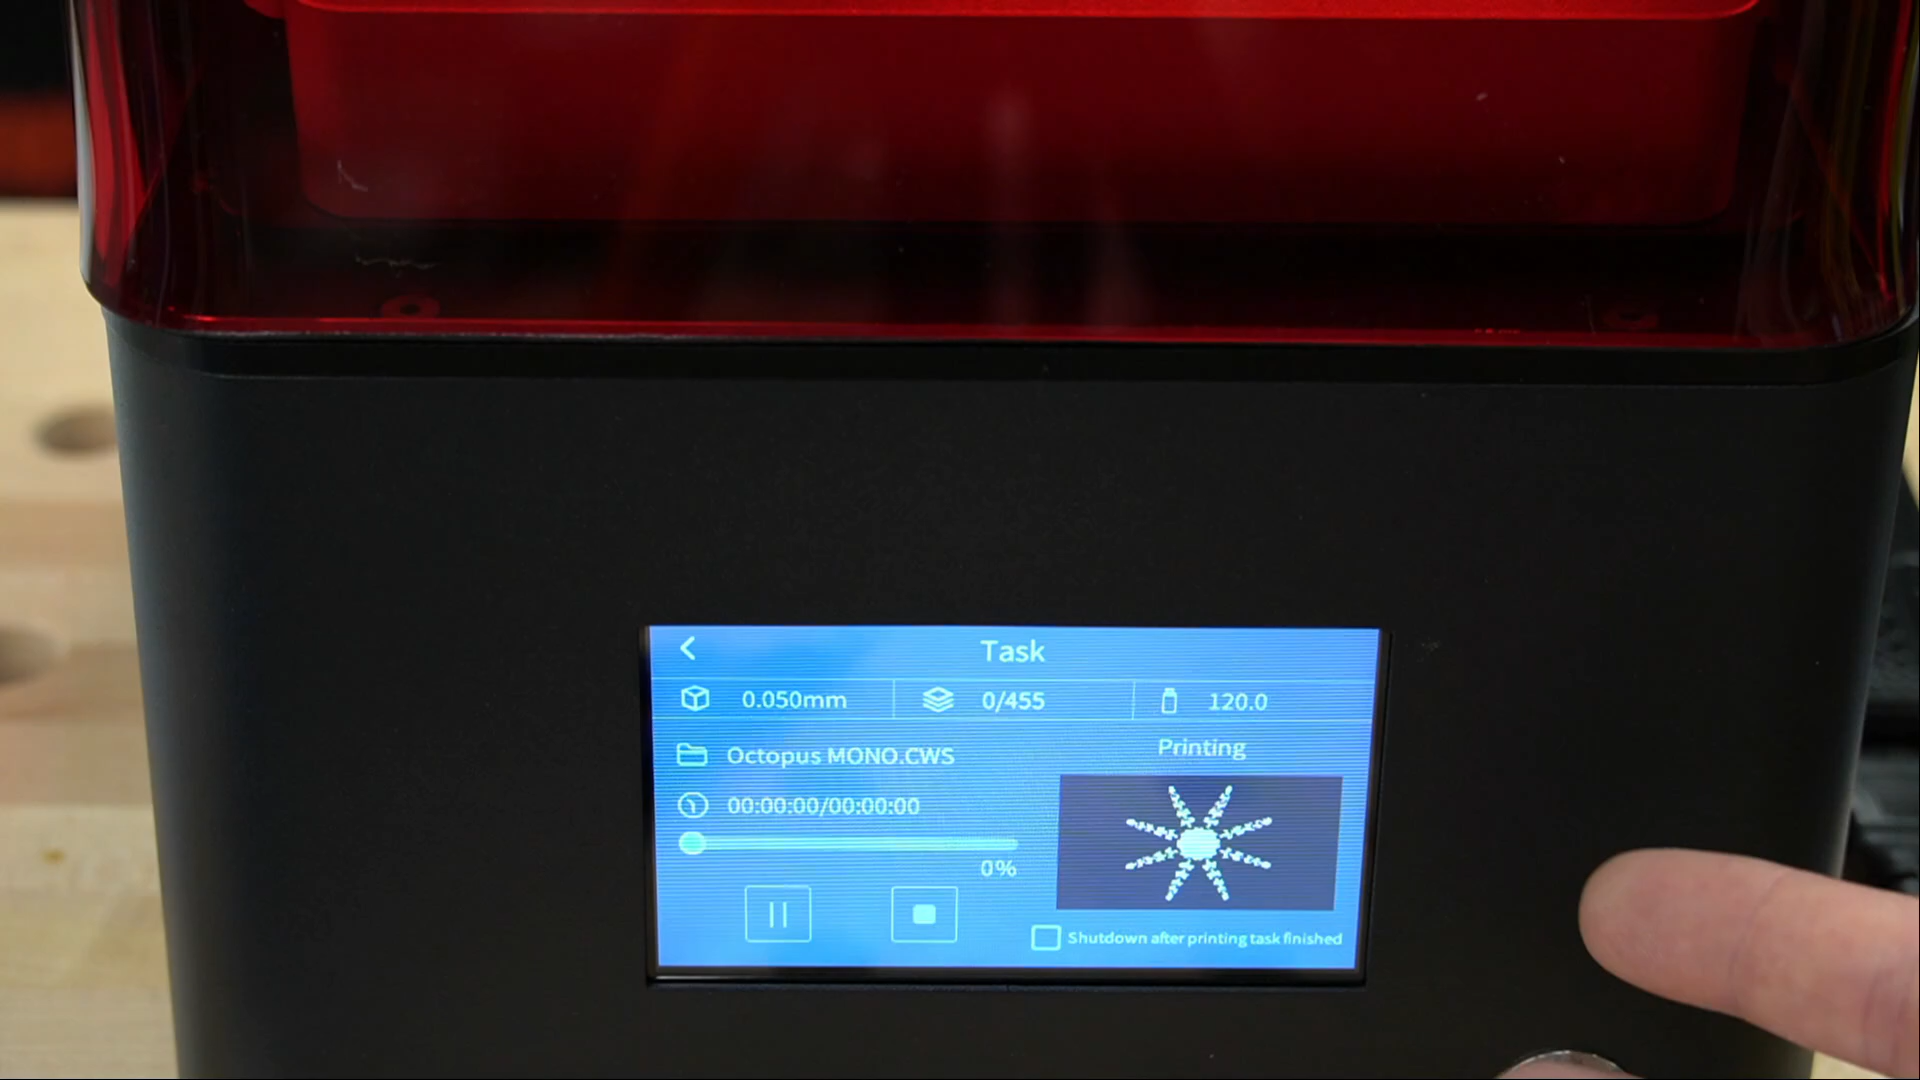 Task
0.050mm
0/455
120.0
Octopus MONO.CWS
Printing
00:00:00/00:00:00
0%
Shutdown after printing task finished